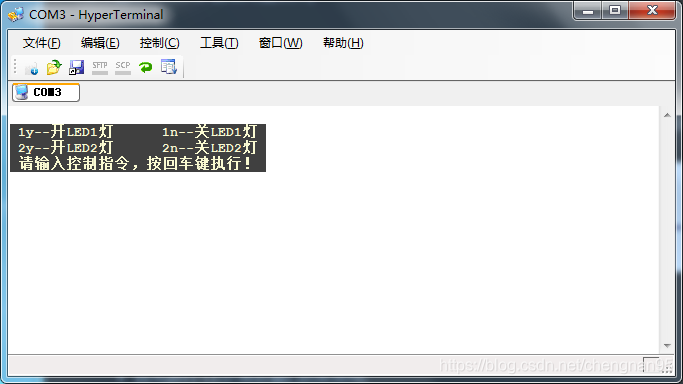 COM3 - HyperTerminal
文件(F) 编辑(E) 控制(C) 工具(T) 窗口(W) 帮助(H)
SFTP SCP
COM3
1y--开LED1灯 1n--关LED1灯
2y--开LED2灯 2n--关LED2灯
请输入控制指令，按回车键执行！
https://blog.csdn.net/chengnan95